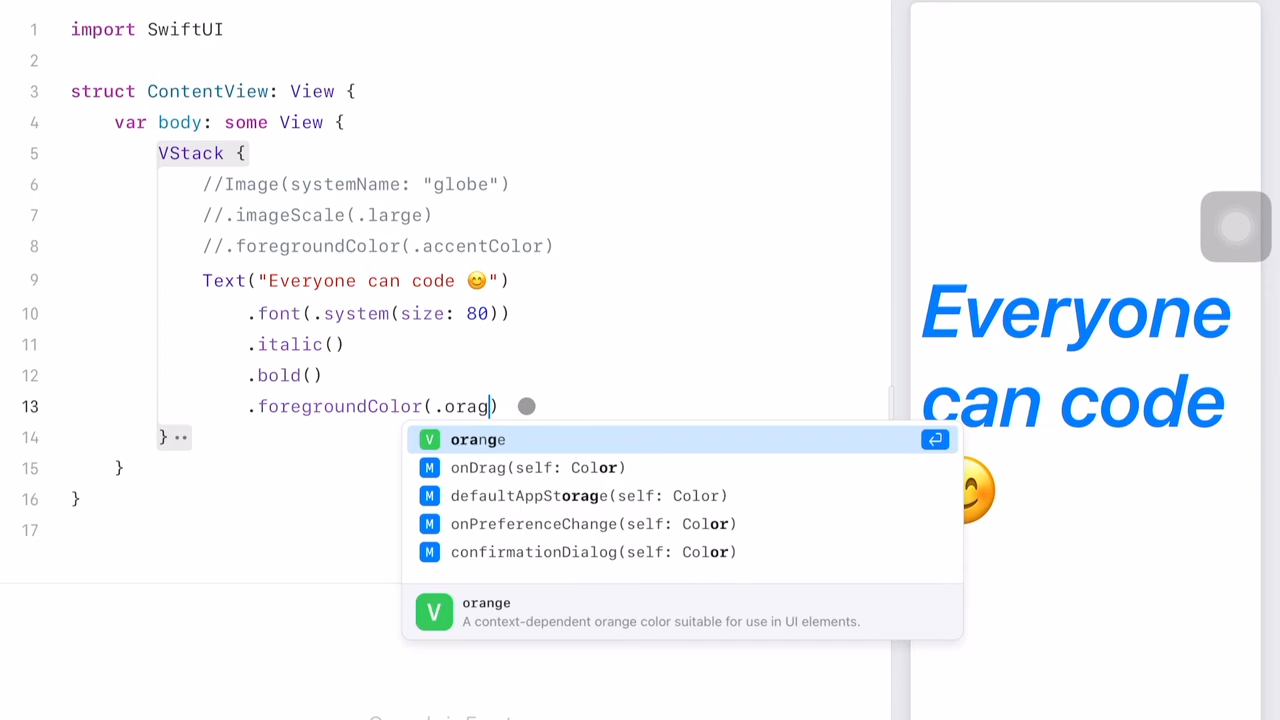 1 import SwiftUI
2
3 struct ContentView: View {
4 var body: some View {
5 VStack {
6 //Image(systemName: "globe")
7 //.imageScale(.large)
8 //.foregroundColor(.accentColor)
9 Text("Everyone can code 😊")
10 .font(.system(size: 80))
11 .italic()
12 .bold()
13 .foregroundColor(.orag)
14 } ••
15 }
16 }
17
V orange
M onDrag(self: Color)
M defaultAppStorage(self: Color)
M onPreferenceChange(self: Color)
M confirmationDialog(self: Color)
V orange
A context-dependent orange color suitable for use in UI elements.
Everyone
can code